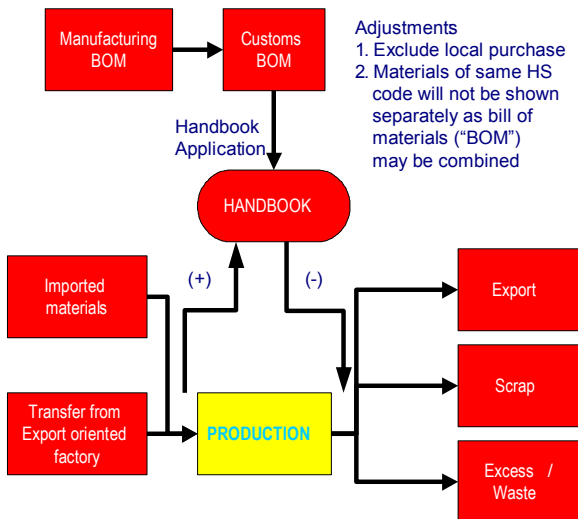 Manufacturing
BOM
Customs
BOM
Adjustments
1. Exclude local purchase
2. Materials of same HS
code will not be shown
separately as bill of
materials (“BOM”)
may be combined
Handbook
Application
HANDBOOK
(+)
(-)
Imported
materials
Export
Transfer from
Export oriented
factory
PRODUCTION
Scrap
Excess /
Waste